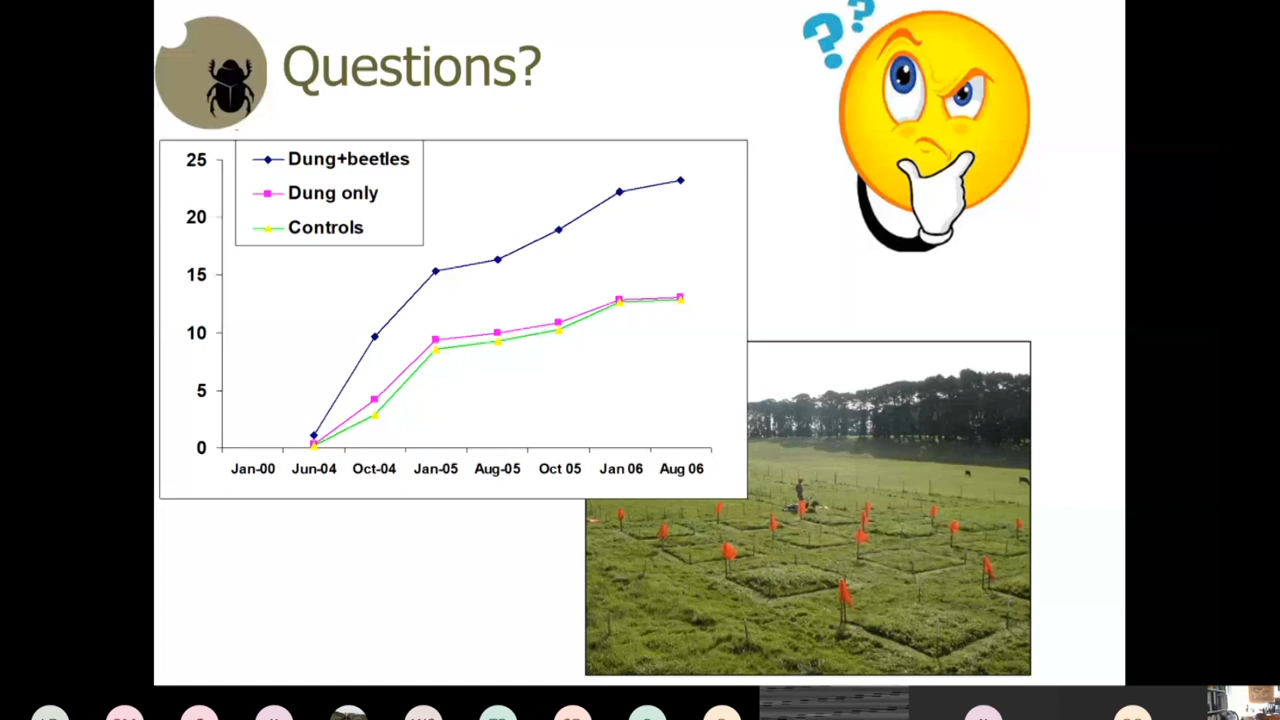 Questions?
Dung+beetles
Dung only
Controls
25
20
15
10
5
0
Jan-00 Jun-04 Oct-04 Jan-05 Aug-05 Oct 05 Jan 06 Aug 06